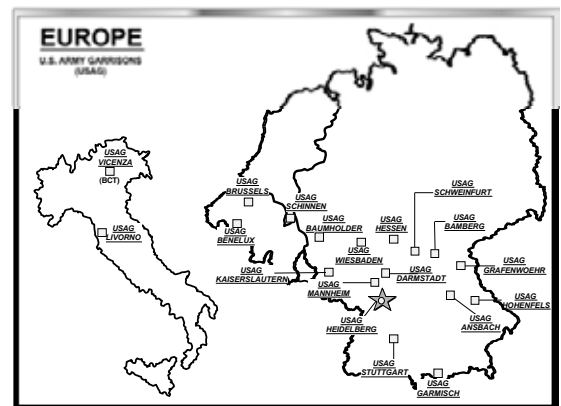 EUROPE
U.S. ARMY GARRISONS
(USAG)
USAG
VICENZA
(BCT)
USAG
LIVORNO
USAG
BRUSSELS
USAG
SCHINNEN
USAG
BENELUX
USAG
BAUMHOLDER
USAG
WIESBADEN
USAG
HESSEN
USAG
SCHWEINFURT
USAG
BAMBERG
USAG
GRAFENWOEHR
USAG
KAISERSLAUTERN
USAG
MANNHEIM
USAG
DARMSTADT
USAG
HOHENFELS
USAG
ANSBACH
USAG
HEIDELBERG
USAG
STUTTGART
USAG
GARMISCH